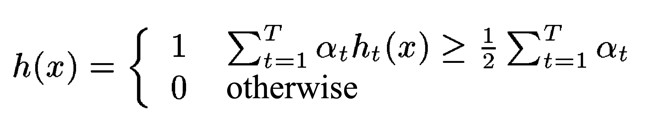 h(x) = { 1 ∑_{t=1}^{T} α_t h_t(x) ≥ 1/2 ∑_{t=1}^{T} α_t
0 otherwise